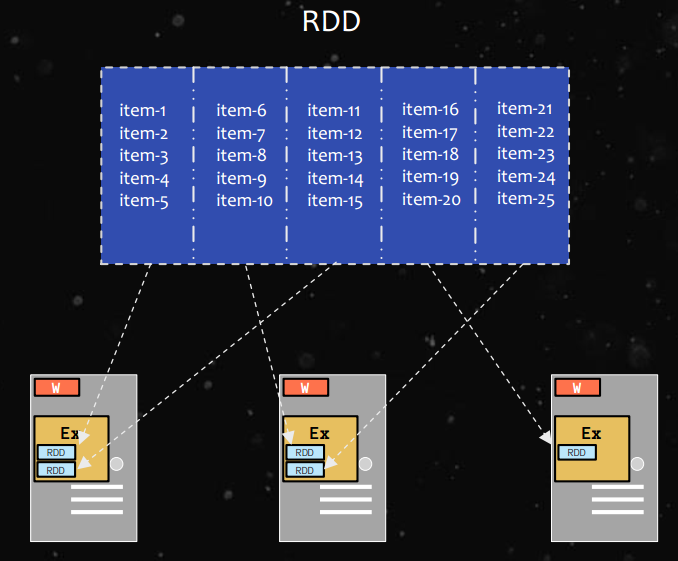 RDD
item-1
item-2
item-3
item-4
item-5
item-6
item-7
item-8
item-9
item-10
item-11
item-12
item-13
item-14
item-15
item-16
item-17
item-18
item-19
item-20
item-21
item-22
item-23
item-24
item-25
W
Ex
RDD
RDD
W
Ex
RDD
RDD
W
Ex
RDD